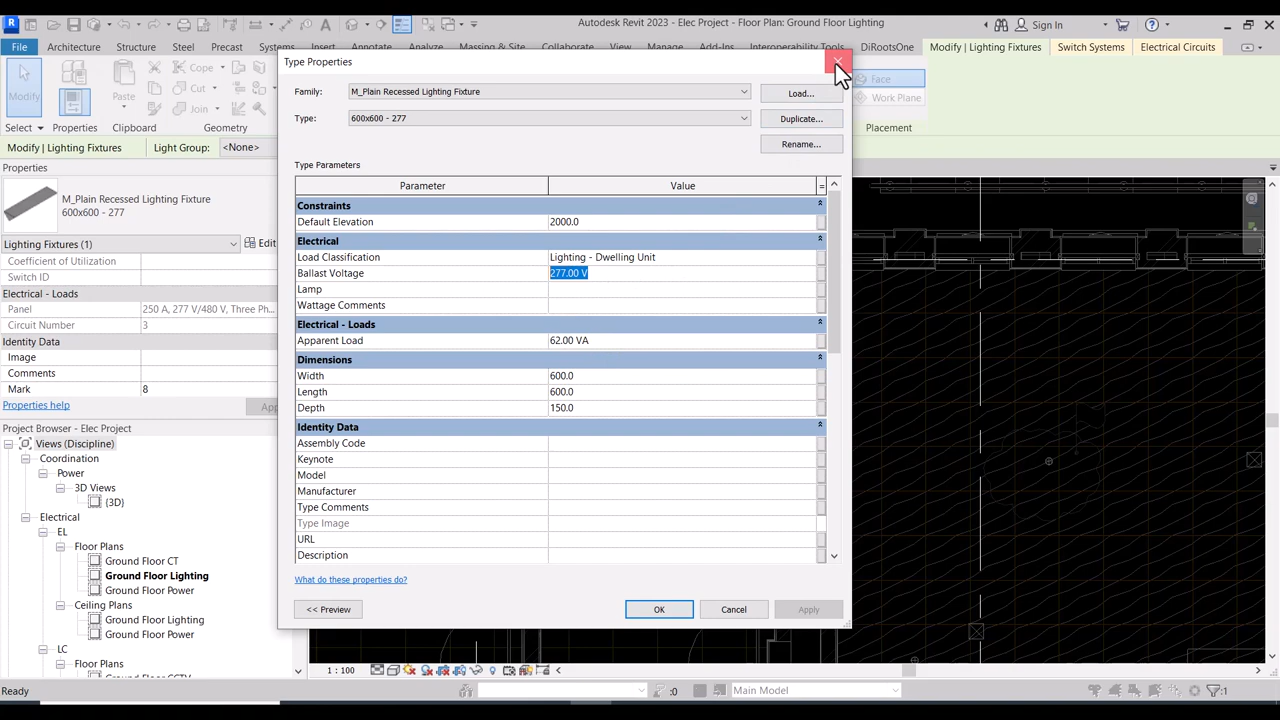 Autodesk Revit 2023 - Elec Project - Floor Plan: Ground Floor Lighting
Sign In
File Architecture Structure Steel Precast Systems Insert Annotate Analyze Massing & Site Collaborate View Manage Add-Ins Interoperability Tools DiRootsOne Modify | Lighting Fixtures Switch Systems Electrical Circuits
Modify
Paste
Cope
Cut
Join
Face
Work Plane
Select Properties Clipboard Geometry Placement
Modify | Lighting Fixtures Light Group: <None>
Properties
M_Plain Recessed Lighting Fixture
600x600 - 277
Lighting Fixtures (1) Edit
Coefficient of Utilization
Switch ID
Electrical - Loads
Panel 250 A, 277 V/480 V, Three Ph...
Circuit Number 3
Identity Data
Image
Comments
Mark 8
Properties help
Project Browser - Elec Project
Views (Discipline)
Coordination
Power
3D Views
{3D}
Electrical
EL
Floor Plans
Ground Floor CT
Ground Floor Lighting
Ground Floor Power
Ceiling Plans
Ground Floor Lighting
Ground Floor Power
LC
Floor Plans
Type Properties
Family: M_Plain Recessed Lighting Fixture Load...
Type: 600x600 - 277 Duplicate...
Rename...
Type Parameters
Parameter Value =
Constraints
Default Elevation 2000.0
Electrical
Load Classification Lighting - Dwelling Unit
Ballast Voltage 277.00 V
Lamp
Wattage Comments
Electrical - Loads
Apparent Load 62.00 VA
Dimensions
Width 600.0
Length 600.0
Depth 150.0
Identity Data
Assembly Code
Keynote
Model
Manufacturer
Type Comments
Type Image
URL
Description
What do these properties do?
<< Preview OK Cancel Apply
1 : 100
Ready :0 Main Model :1